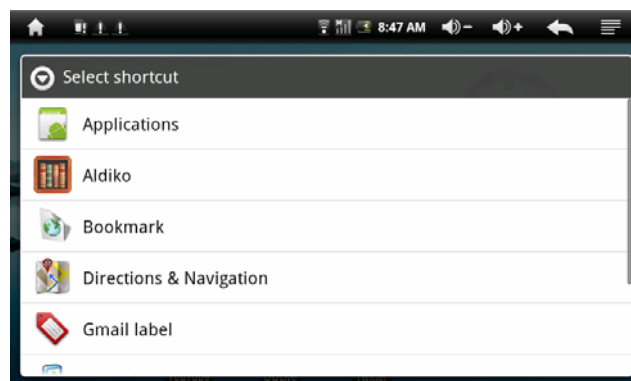 8:47 AM
Select shortcut
Applications
Aldiko
Bookmark
Directions & Navigation
Gmail label